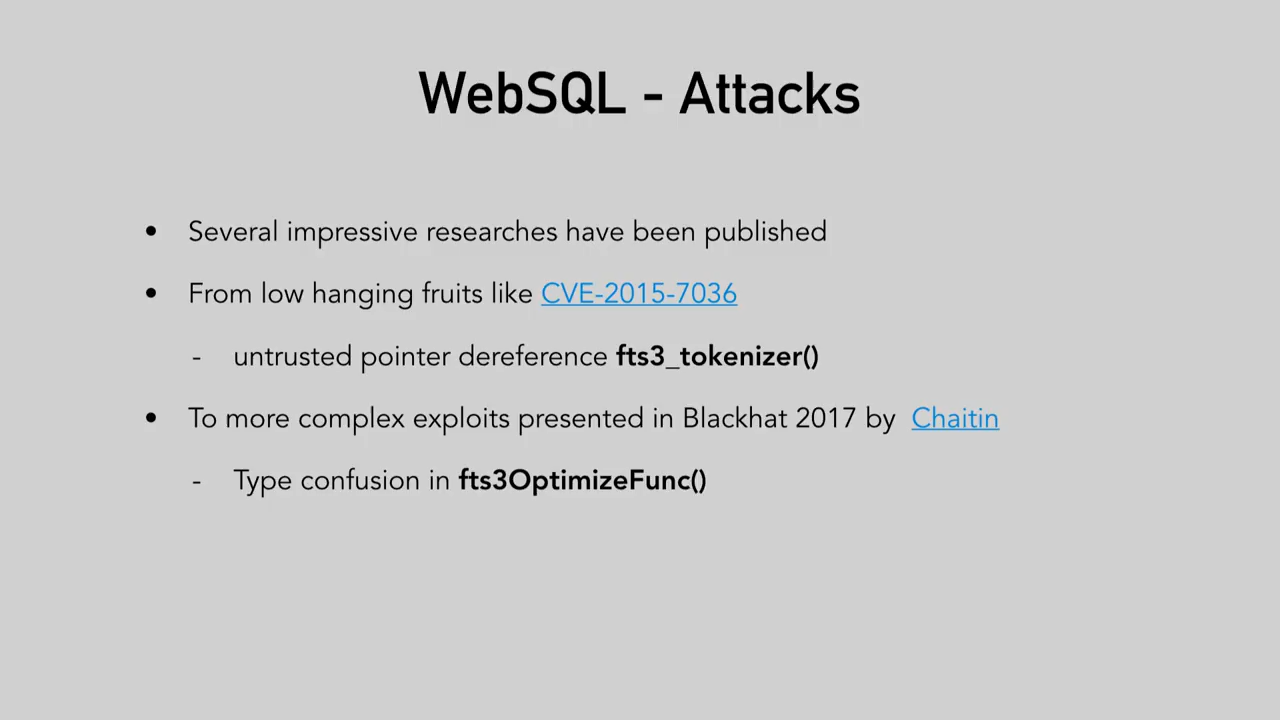 WebSQL - Attacks
• Several impressive researches have been published
• From low hanging fruits like CVE-2015-7036
- untrusted pointer dereference fts3_tokenizer()
• To more complex exploits presented in Blackhat 2017 by Chaitin
- Type confusion in fts3OptimizeFunc()